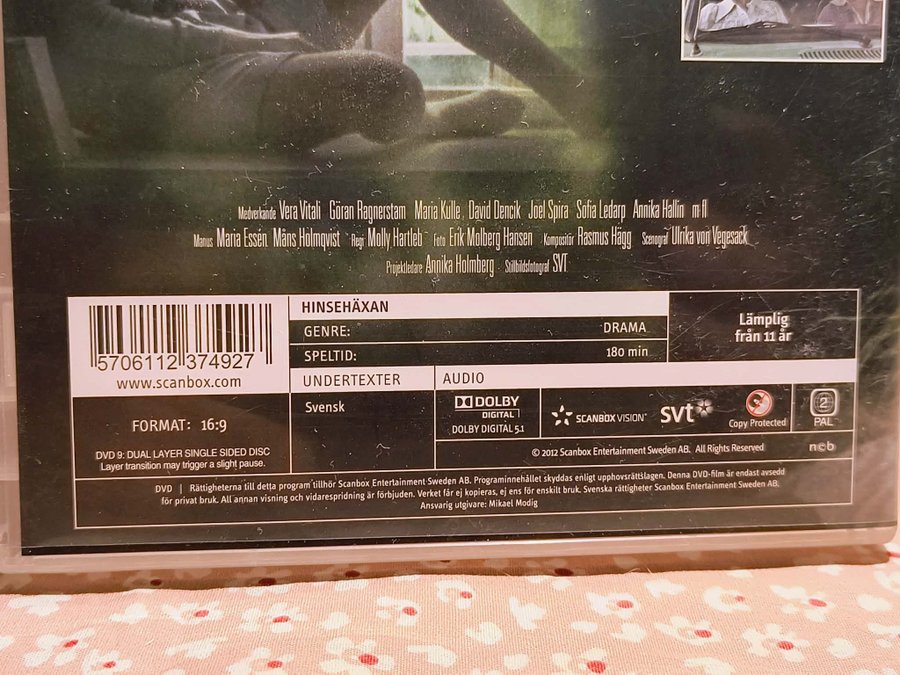 Medverkande Vera Vitali Göran Ragnerstam Maria Kulle David Dencik Joel Spira Sofia Ledarp Annika Hallin m fl
Manus Maria Essén Måns Holmqvist Regi Molly Hartleb Foto Erik Molberg Hansen Kompositör Rasmus Hägg Scenograf Ulrika von Vegesack
Projektledare Annika Holmberg Stillbildsfotograf SVT
5706112 374927
www.scanbox.com
FORMAT: 16:9
DVD 9: DUAL LAYER SINGLE SIDED DISC
Layer transition may trigger a slight pause.
HINSEHÄXAN
GENRE: DRAMA
SPELTID: 180 min
Lämplig
från 11 år
UNDERTEXTER
Svensk
AUDIO
DOLBY
DIGITAL
DOLBY DIGITAL 5.1
SCANBOX VISION™
svt
Copy Protected
2
PAL
© 2012 Scanbox Entertainment Sweden AB. All Rights Reserved
ncb
DVD | Rättigheterna till detta program tillhör Scanbox Entertainment Sweden AB. Programinnehållet skyddas enligt upphovsrättslagen. Denna DVD-film är endast avsedd
för privat bruk. All annan visning och vidarespridning är förbjuden. Verket får ej kopieras, ej ens för enskilt bruk. Svenska rättigheter Scanbox Entertainment Sweden AB.
Ansvarig utgivare: Mikael Modig